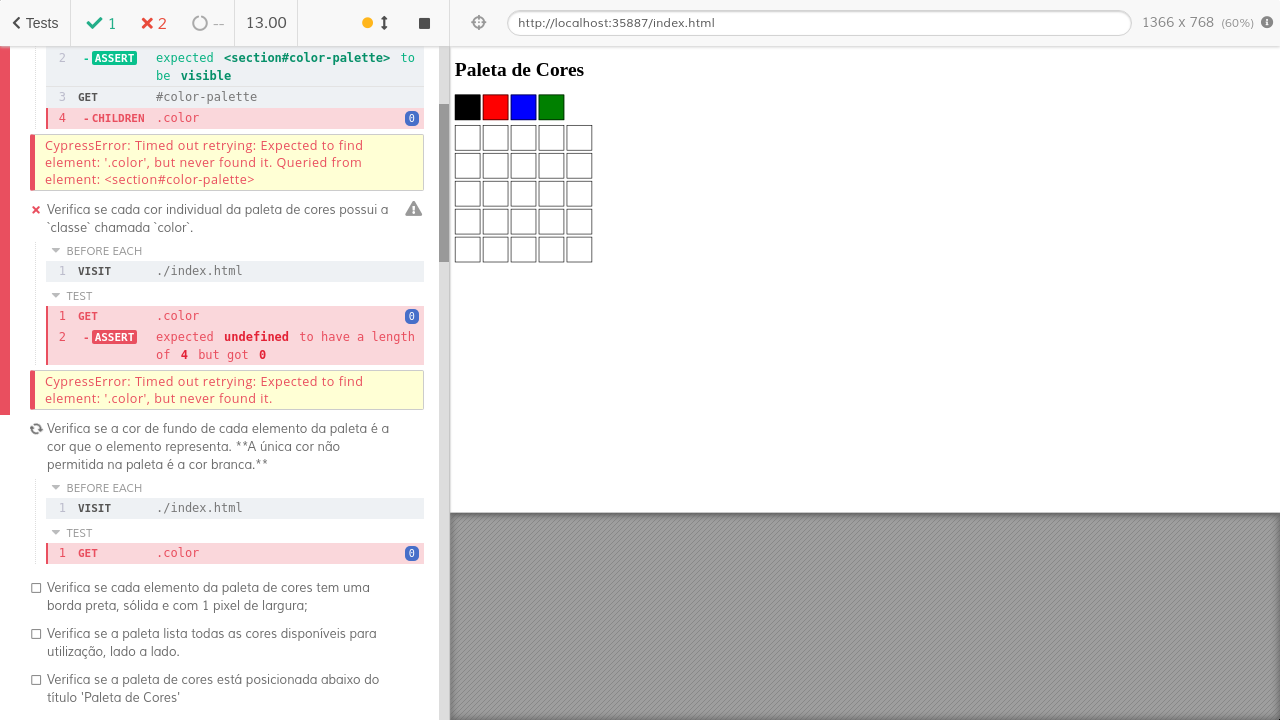 Tests 1 2 -- 13.00
http://localhost:35887/index.html 1366 x 768 (60%)
2 -ASSERT expected <section#color-palette> to
be visible
3 GET #color-palette
4 -CHILDREN .color 0
CypressError: Timed out retrying: Expected to find
element: '.color', but never found it. Queried from
element: <section#color-palette>
Verifica se cada cor individual da paleta de cores possui a
`classe` chamada `color`.
BEFORE EACH
1 VISIT ./index.html
TEST
1 GET .color 0
2 -ASSERT expected undefined to have a length
of 4 but got 0
CypressError: Timed out retrying: Expected to find
element: '.color', but never found it.
Verifica se a cor de fundo de cada elemento da paleta é a
cor que o elemento representa. **A única cor não
permitida na paleta é a cor branca.**
BEFORE EACH
1 VISIT ./index.html
TEST
1 GET .color 0
Verifica se cada elemento da paleta de cores tem uma
borda preta, sólida e com 1 pixel de largura;
Verifica se a paleta lista todas as cores disponíveis para
utilização, lado a lado.
Verifica se a paleta de cores está posicionada abaixo do
título 'Paleta de Cores'
Paleta de Cores